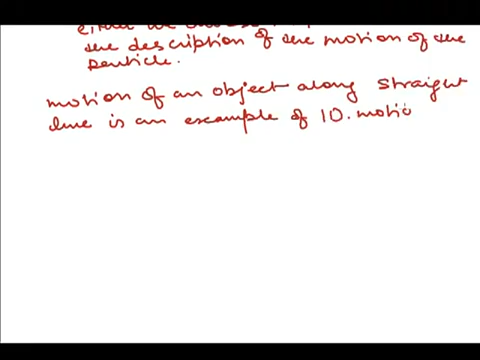 the description of the motion of the
particle.
motion of an object along straight
line is an example of 1D. motio